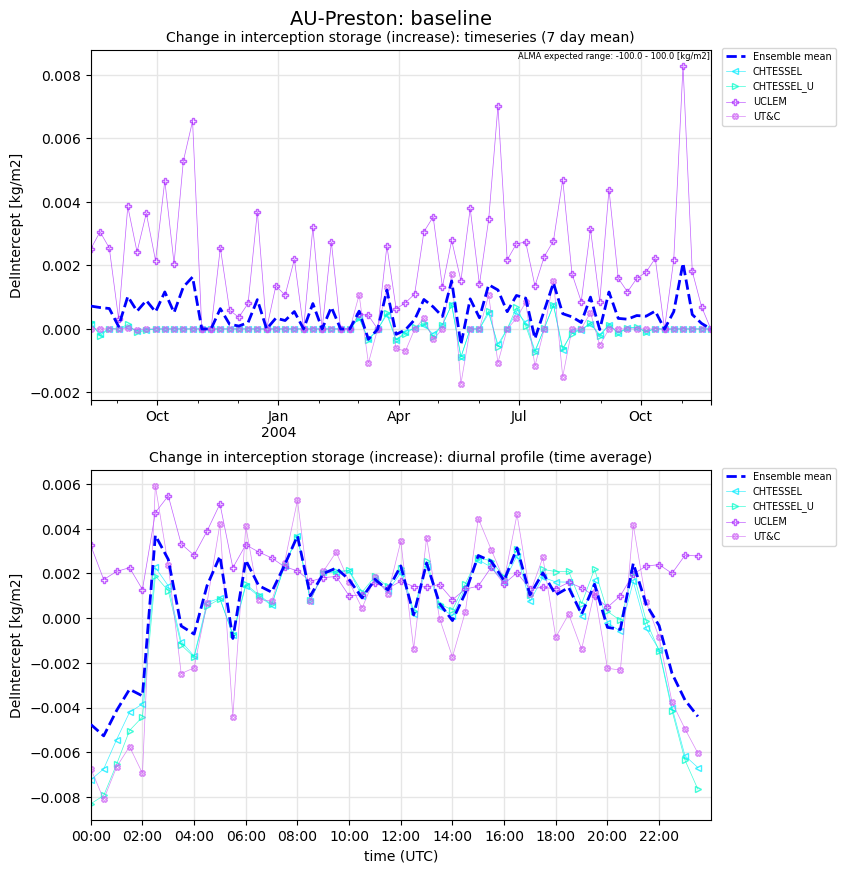 AU-Preston: baseline
Change in interception storage (increase): timeseries (7 day mean)
ALMA expected range: -100.0 - 100.0 [kg/m2]
Ensemble mean
CHTESSEL
CHTESSEL_U
UCLEM
UT&C
DelIntercept [kg/m2]
0.008
0.006
0.004
0.002
0.000
−0.002
Oct
Jan
2004
Apr
Jul
Oct
Change in interception storage (increase): diurnal profile (time average)
Ensemble mean
CHTESSEL
CHTESSEL_U
UCLEM
UT&C
DelIntercept [kg/m2]
0.006
0.004
0.002
0.000
−0.002
−0.004
−0.006
−0.008
00:00
02:00
04:00
06:00
08:00
10:00
12:00
14:00
16:00
18:00
20:00
22:00
time (UTC)